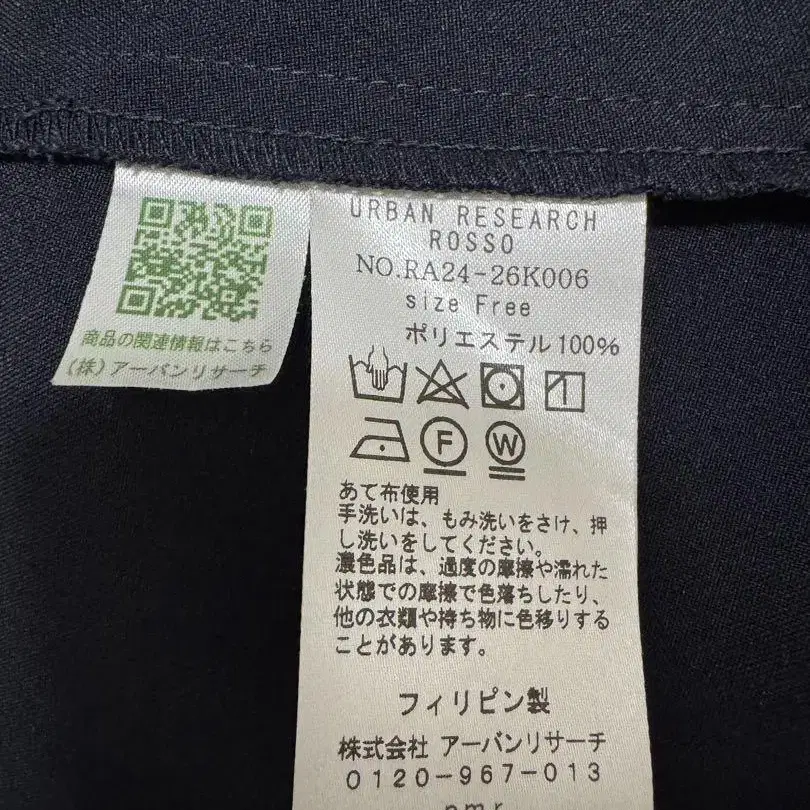 商品の関連情報はこちら
(株)アーバンリサーチ
URBAN RESEARCH
ROSSO
NO.RA24-26K006
size Free
ポリエステル100%
F W
あて布使用
手洗いは、もみ洗いをさけ、押
し洗いをしてください。
濃色品は、過度の摩擦や濡れた
状態での摩擦で色落ちしたり、
他の衣類や持ち物に色移りする
ことがあります。
フィリピン製
株式会社 アーバンリサーチ
0120-967-013
nmr